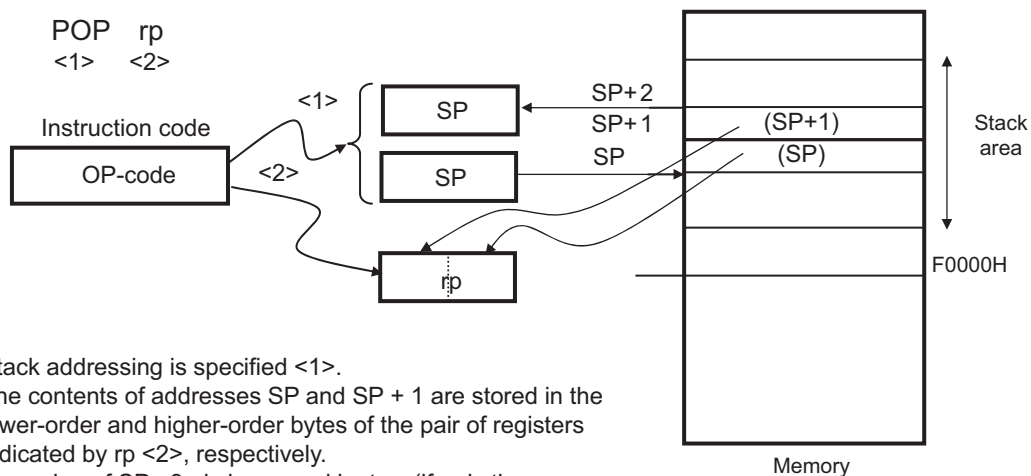 POP rp
<1> <2>
Instruction code
OP-code
<1>
<2>
SP
SP
rp
SP+2
SP+1
SP
(SP+1)
(SP)
Stack
area
F0000H
Memory
tack addressing is specified <1>.
he contents of addresses SP and SP + 1 are stored in the
wer-order and higher-order bytes of the pair of registers
dicated by rp <2>, respectively.